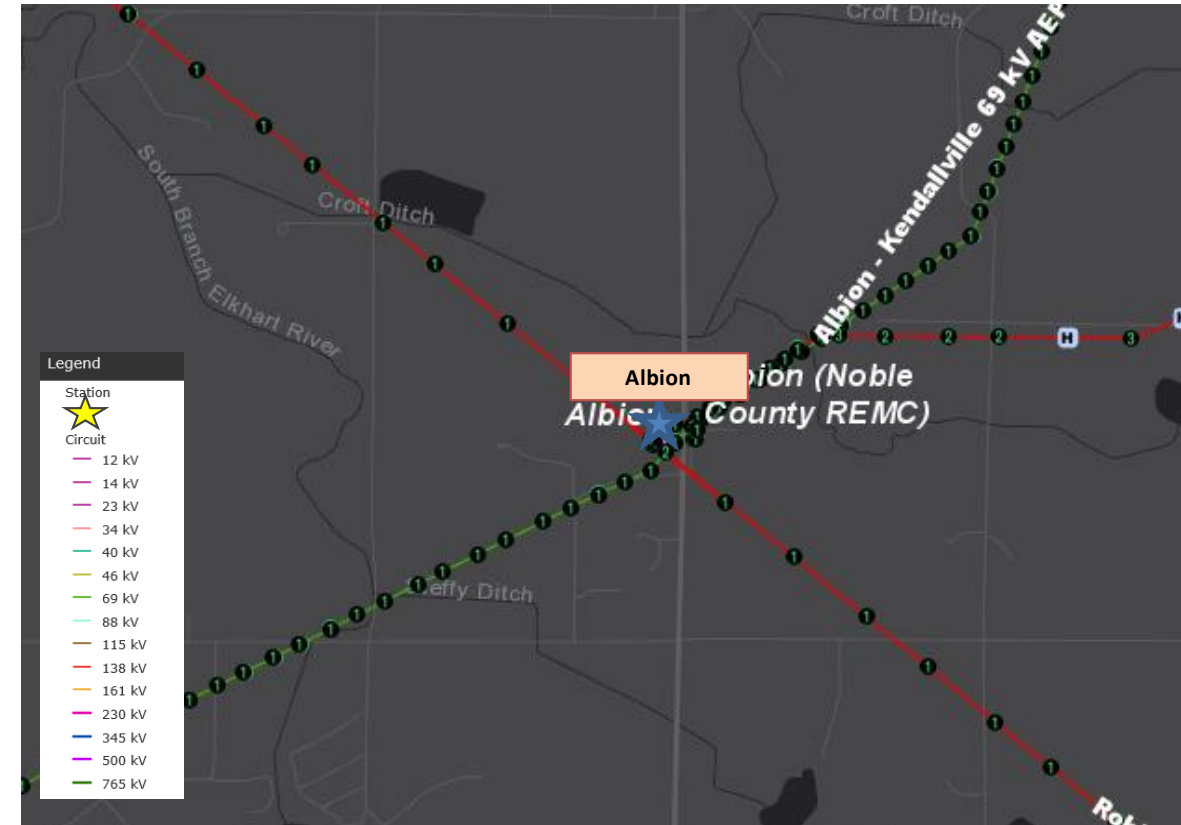 Croft Ditch
Albion - Kendallville 69 kV AEP
South Branch Elkhart River
Croft Ditch
Albion
(Noble
County REMC)
Legend
Station
Circuit
12 kV
14 kV
23 kV
34 kV
40 kV
46 kV
69 kV
88 kV
115 kV
138 kV
161 kV
230 kV
345 kV
500 kV
765 kV
Ditch